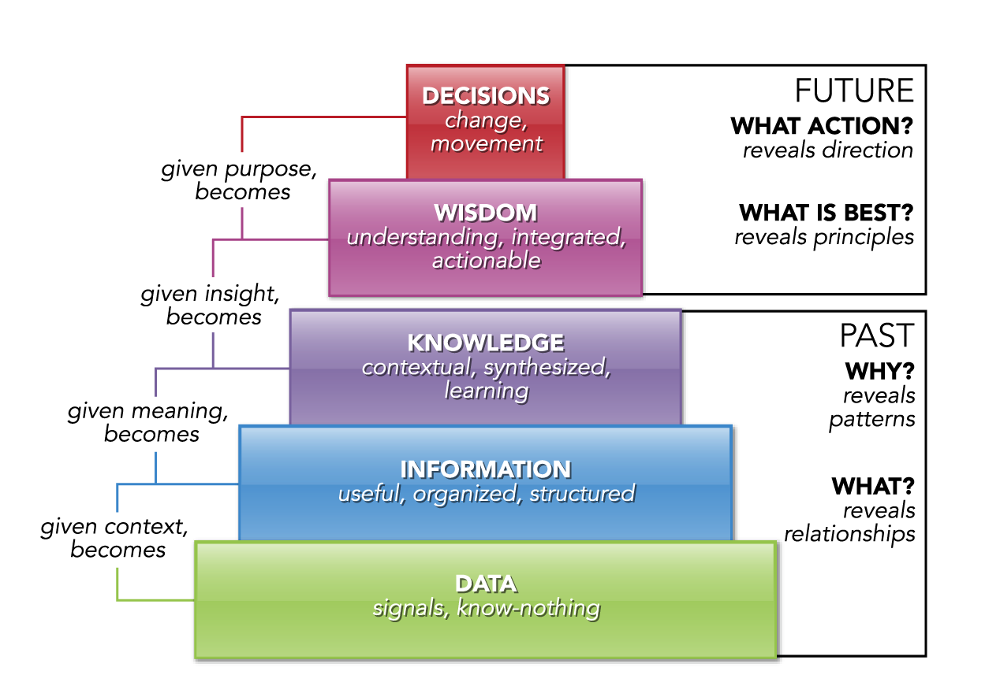 DECISIONS
change,
movement
given purpose,
becomes
WISDOM
understanding, integrated,
actionable
given insight,
becomes
KNOWLEDGE
contextual, synthesized,
learning
given meaning,
becomes
INFORMATION
useful, organized, structured
given context,
becomes
DATA
signals, know-nothing
FUTURE
WHAT ACTION?
reveals direction
WHAT IS BEST?
reveals principles
PAST
WHY?
reveals
patterns
WHAT?
reveals
relationships